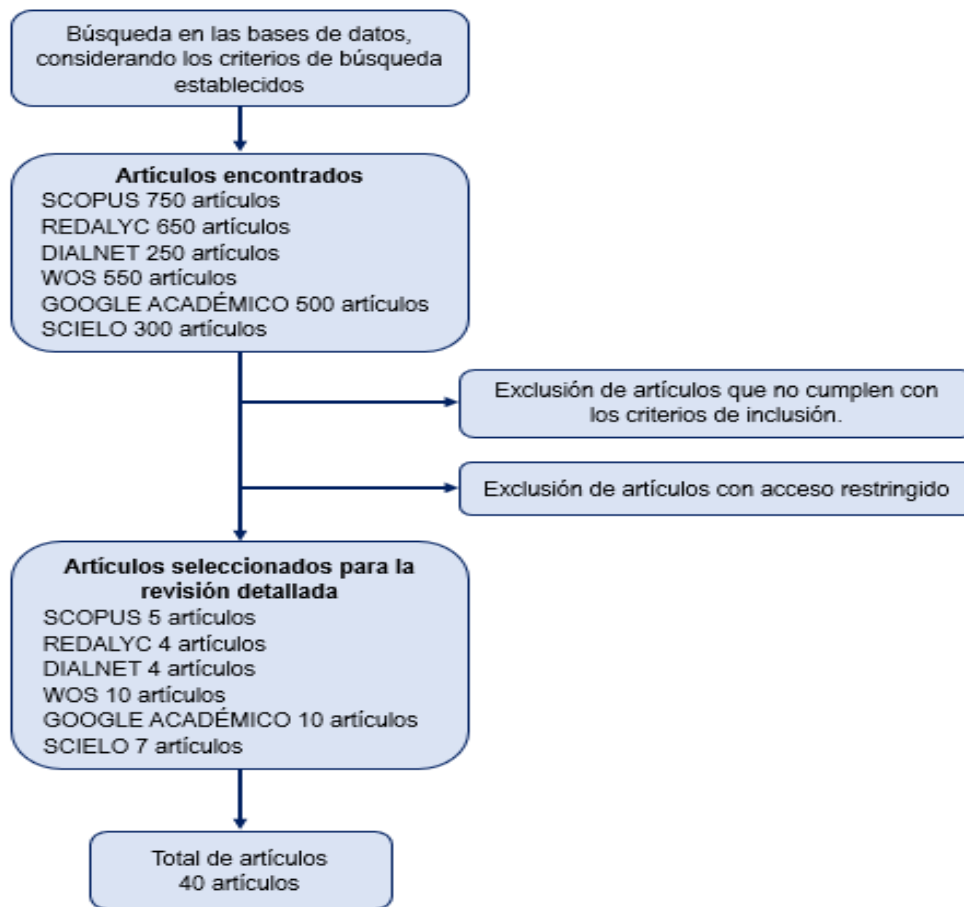 Búsqueda en las bases de datos,
considerando los criterios de búsqueda
establecidos
Artículos encontrados
SCOPUS 750 artículos
REDALYC 650 artículos
DIALNET 250 artículos
WOS 550 artículos
GOOGLE ACADÉMICO 500 artículos
SCIELO 300 artículos
Exclusión de artículos que no cumplen con
los criterios de inclusión.
Exclusión de artículos con acceso restringido
Artículos seleccionados para la
revisión detallada
SCOPUS 5 artículos
REDALYC 4 artículos
DIALNET 4 artículos
WOS 10 artículos
GOOGLE ACADÉMICO 10 artículos
SCIELO 7 artículos
Total de artículos
40 artículos